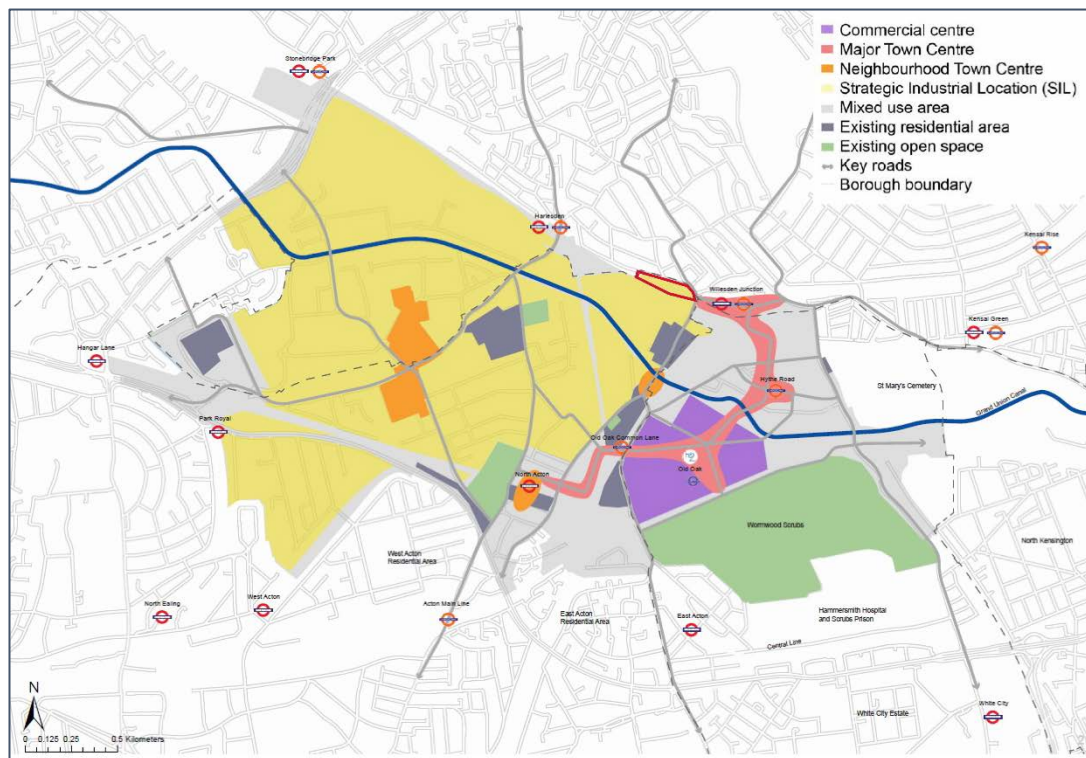 Commercial centre
Major Town Centre
Neighbourhood Town Centre
Strategic Industrial Location (SIL)
Mixed use area
Existing residential area
Existing open space
Key roads
Borough boundary
Stonebridge Park
Harlesden
Kensal Rise
Willesden Junction
Kensal Green
Hangar Lane
St Mary's Cemetery
Hythe Road
Grand Union Canal
Park Royal
Old Oak Common Lane
Old Oak
North Acton
Wormwood Scrubs
North Kensington
West Acton
Residential Area
North Ealing
West Acton
Acton Main Line
East Acton
Residential Area
East Acton
Hammersmith Hospital
and Scrubs Prison
Central Line
White City Estate
White City
N
0 0.125 0.25 0.5 Kilometers